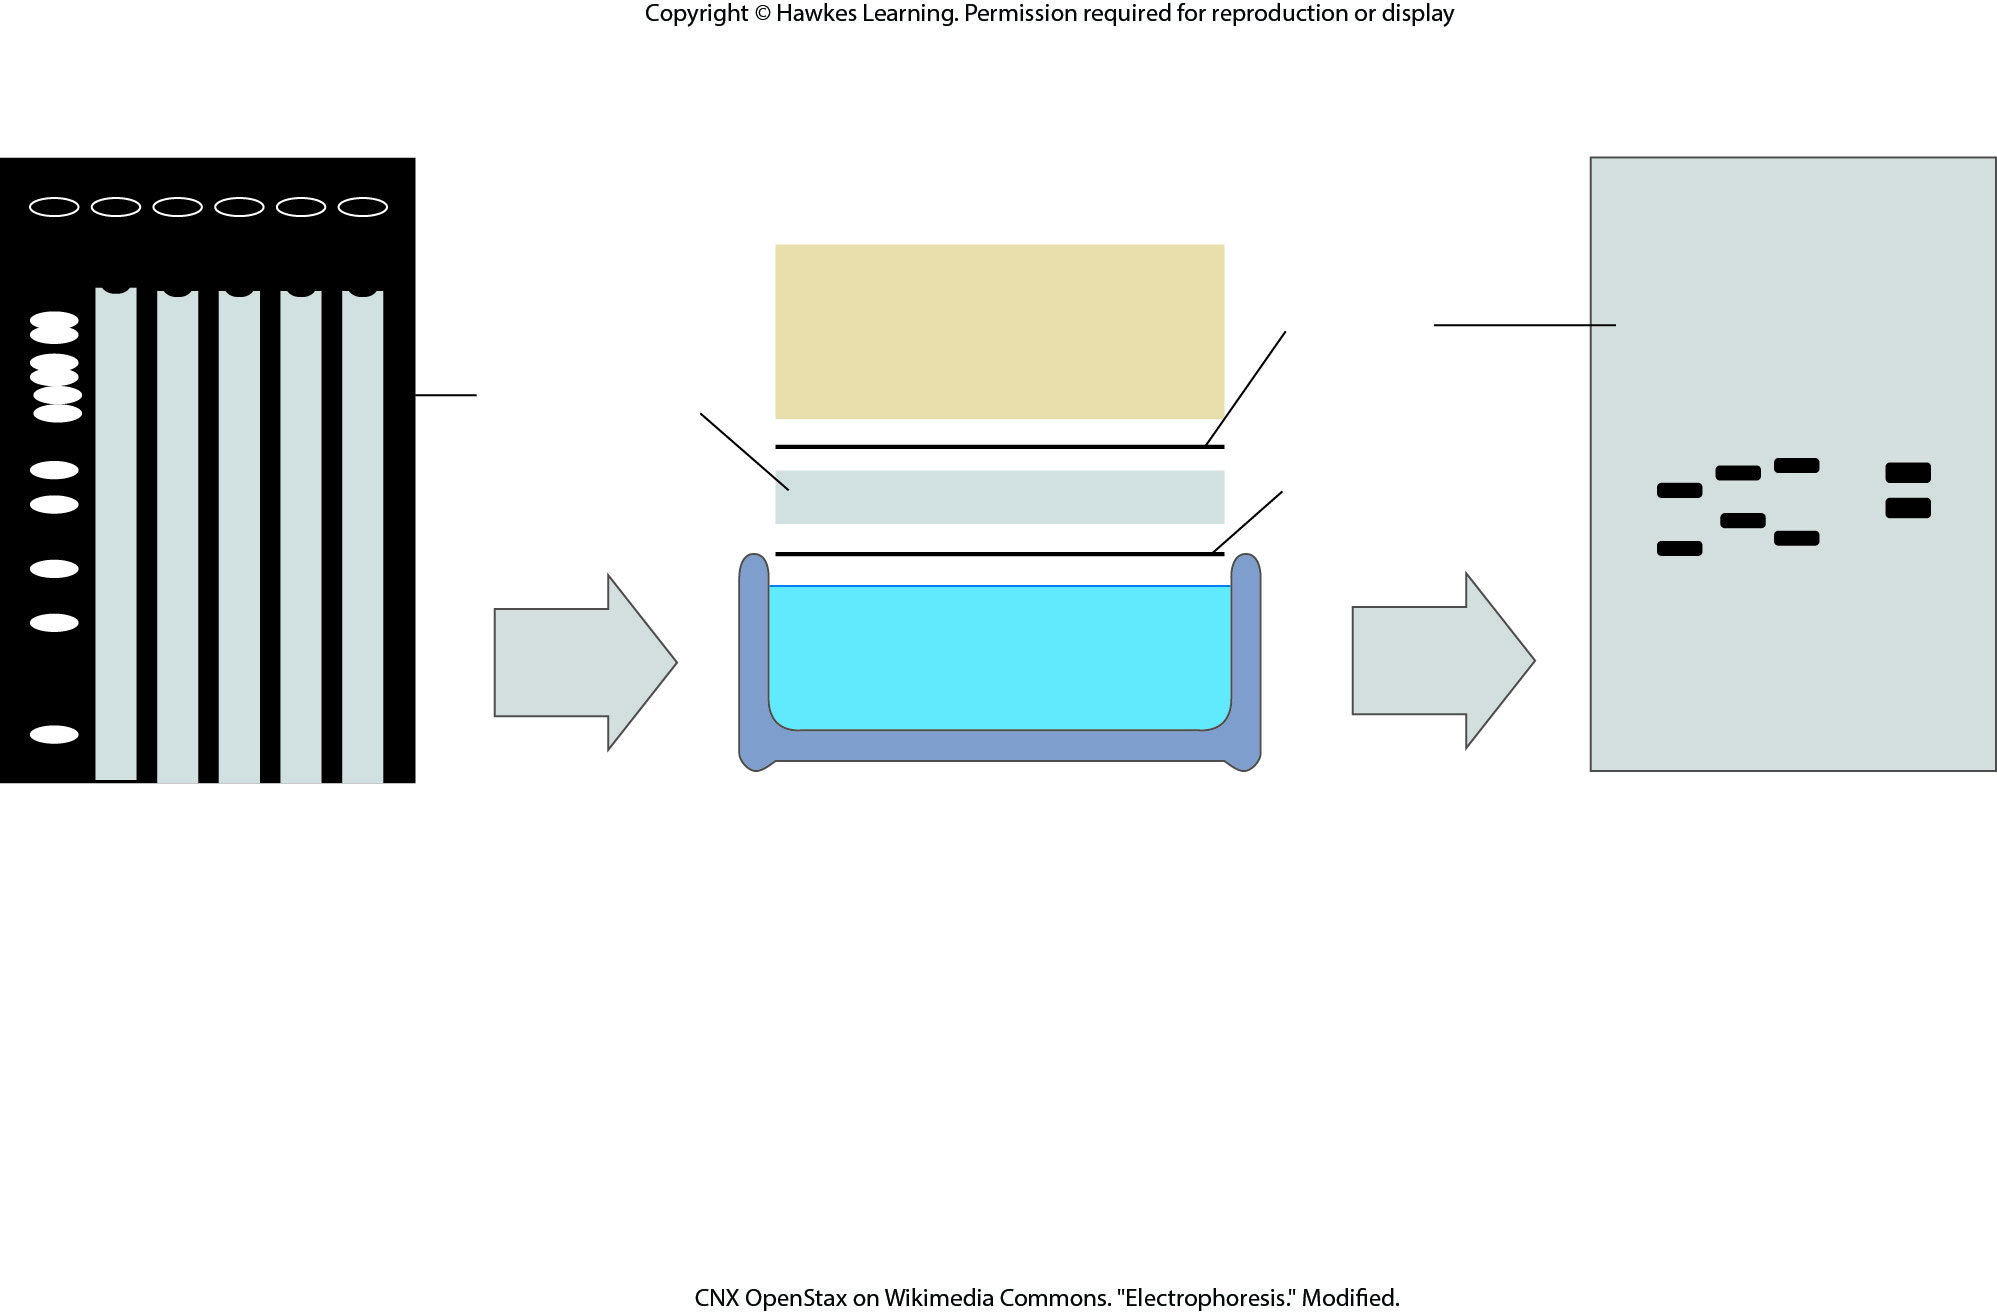 Copyright © Hawkes Learning. Permission required for reproduction or display
CNX OpenStax on Wikimedia Commons. "Electrophoresis." Modified.